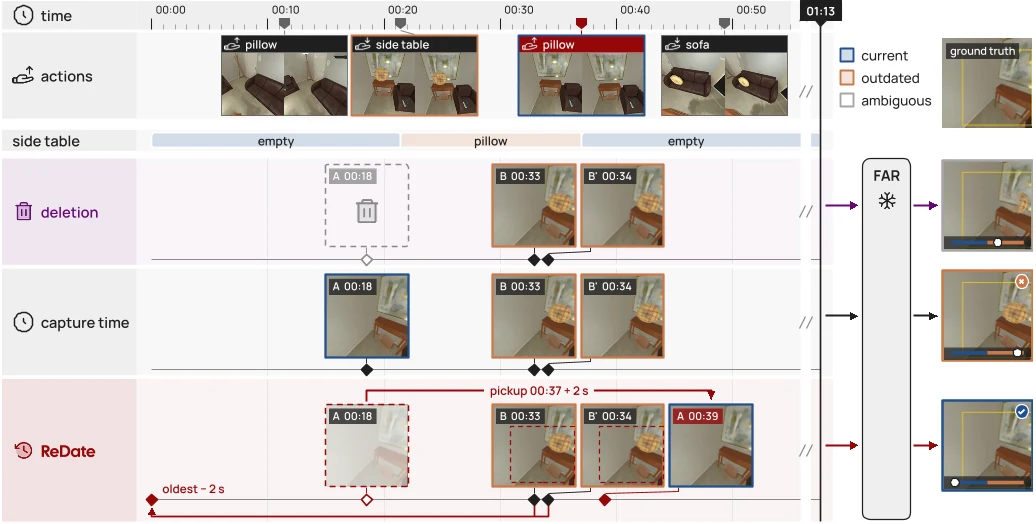 time
00:00
00:10
00:20
00:30
00:40
00:50
01:13
actions
pillow
side table
pillow
sofa
current
outdated
ambiguous
ground truth
side table
empty
pillow
empty
deletion
A 00:18
B 00:33
B' 00:34
FAR
capture time
A 00:18
B 00:33
B' 00:34
pickup 00:37 + 2 s
ReDate
A 00:18
B 00:33
B' 00:34
A 00:39
oldest − 2 s